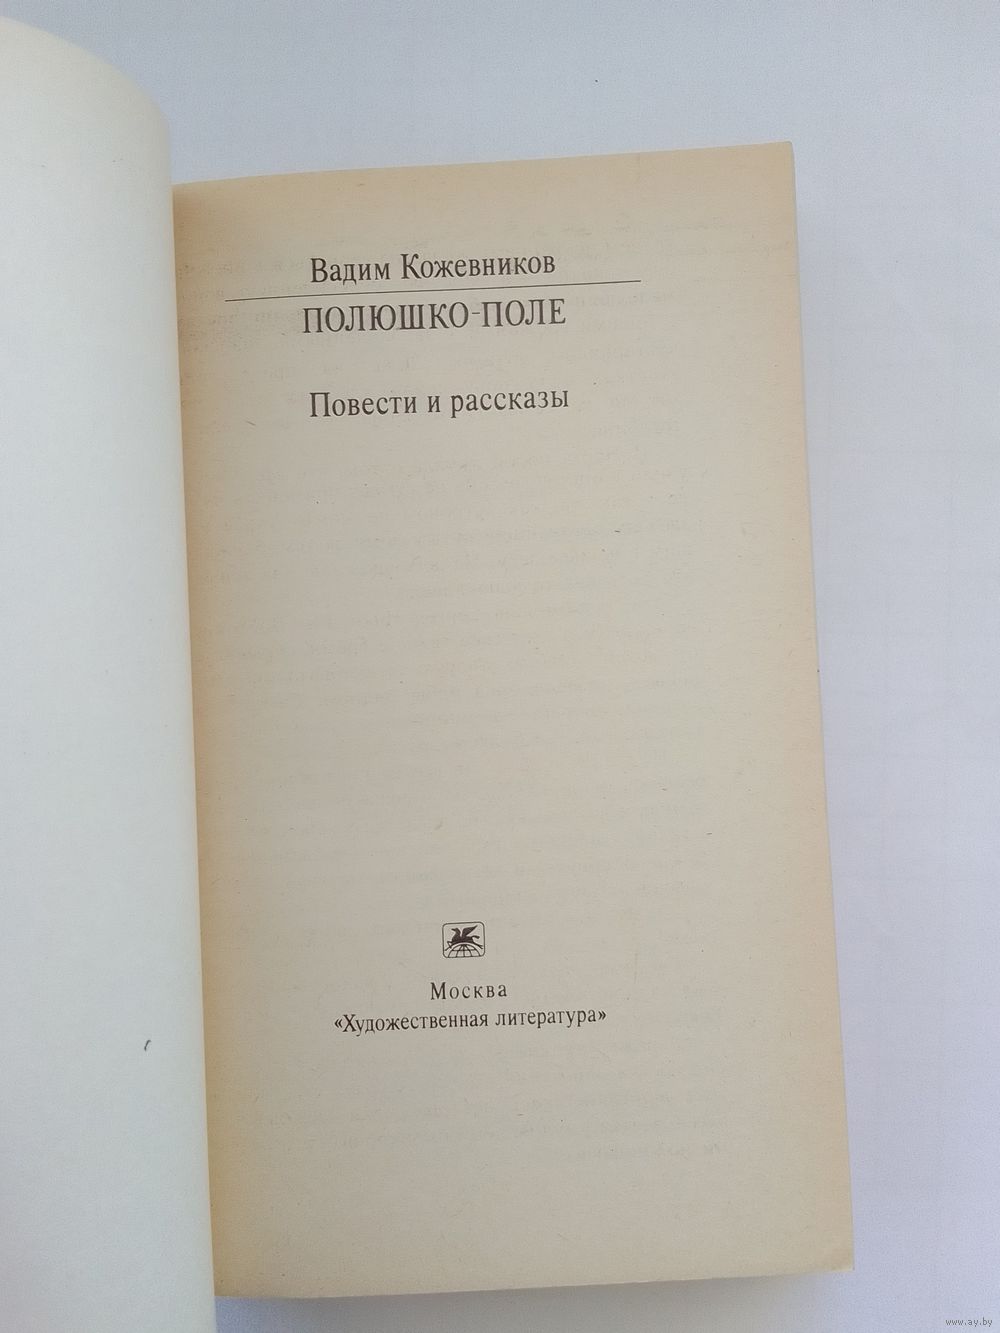 Вадим Кожевников
ПОЛЮШКО-ПОЛЕ
Повести и рассказы
Москва
«Художественная литература»
www.ay.by